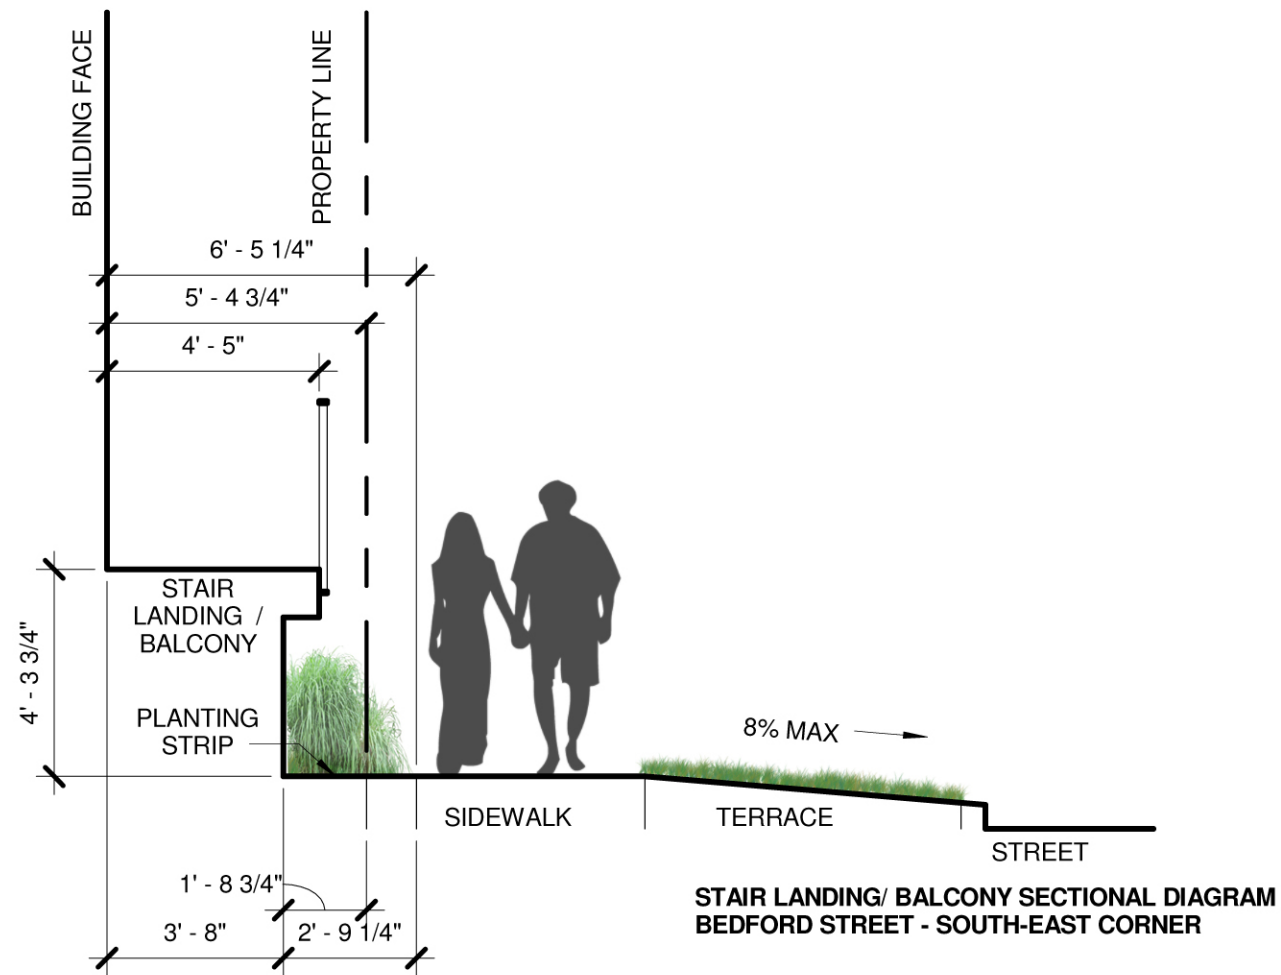 BUILDING FACE
PROPERTY LINE
6' - 5 1/4"
5' - 4 3/4"
4' - 5"
STAIR
LANDING /
BALCONY
4' - 3 3/4"
PLANTING
STRIP
8% MAX
SIDEWALK
TERRACE
STREET
1' - 8 3/4"
3' - 8"
2' - 9 1/4"
STAIR LANDING/ BALCONY SECTIONAL DIAGRAM
BEDFORD STREET - SOUTH-EAST CORNER